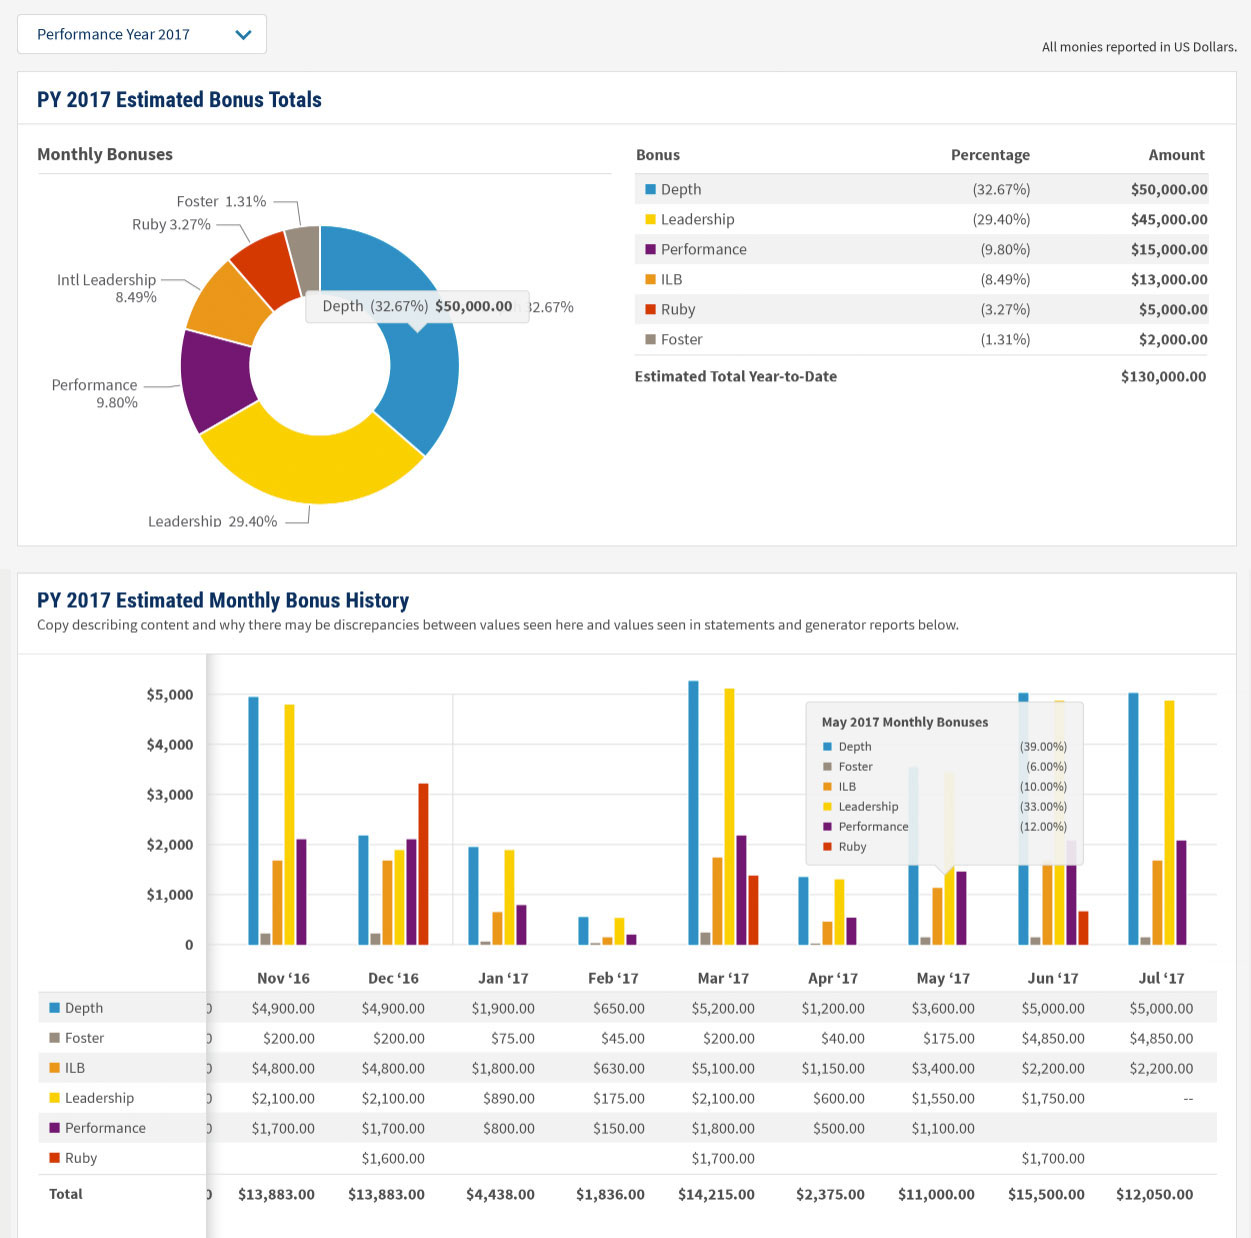 Performance Year 2017
All monies reported in US Dollars.
PY 2017 Estimated Bonus Totals
Monthly Bonuses
Foster 1.31%
Ruby 3.27%
Intl Leadership
8.49%
Depth (32.67%) $50,000.00
32.67%
Performance
9.80%
Leadership 29.40%
Bonus Percentage Amount
Depth (32.67%) $50,000.00
Leadership (29.40%) $45,000.00
Performance (9.80%) $15,000.00
ILB (8.49%) $13,000.00
Ruby (3.27%) $5,000.00
Foster (1.31%) $2,000.00
Estimated Total Year-to-Date $130,000.00
PY 2017 Estimated Monthly Bonus History
Copy describing content and why there may be discrepancies between values seen here and values seen in statements and generator reports below.
$5,000
$4,000
$3,000
$2,000
$1,000
0
May 2017 Monthly Bonuses
Depth (39.00%)
Foster (6.00%)
ILB (10.00%)
Leadership (33.00%)
Performance (12.00%)
Ruby
Nov ‘16 Dec ‘16 Jan ‘17 Feb ‘17 Mar ‘17 Apr ‘17 May ‘17 Jun ‘17 Jul ‘17
Depth $4,900.00 $4,900.00 $1,900.00 $650.00 $5,200.00 $1,200.00 $3,600.00 $5,000.00 $5,000.00
Foster $200.00 $200.00 $75.00 $45.00 $200.00 $40.00 $175.00 $4,850.00 $4,850.00
ILB $4,800.00 $4,800.00 $1,800.00 $630.00 $5,100.00 $1,150.00 $3,400.00 $2,200.00 $2,200.00
Leadership $2,100.00 $2,100.00 $890.00 $175.00 $2,100.00 $600.00 $1,550.00 $1,750.00 --
Performance $1,700.00 $1,700.00 $800.00 $150.00 $1,800.00 $500.00 $1,100.00
Ruby $1,600.00 $1,700.00 $1,700.00
Total $13,883.00 $13,883.00 $4,438.00 $1,836.00 $14,215.00 $2,375.00 $11,000.00 $15,500.00 $12,050.00